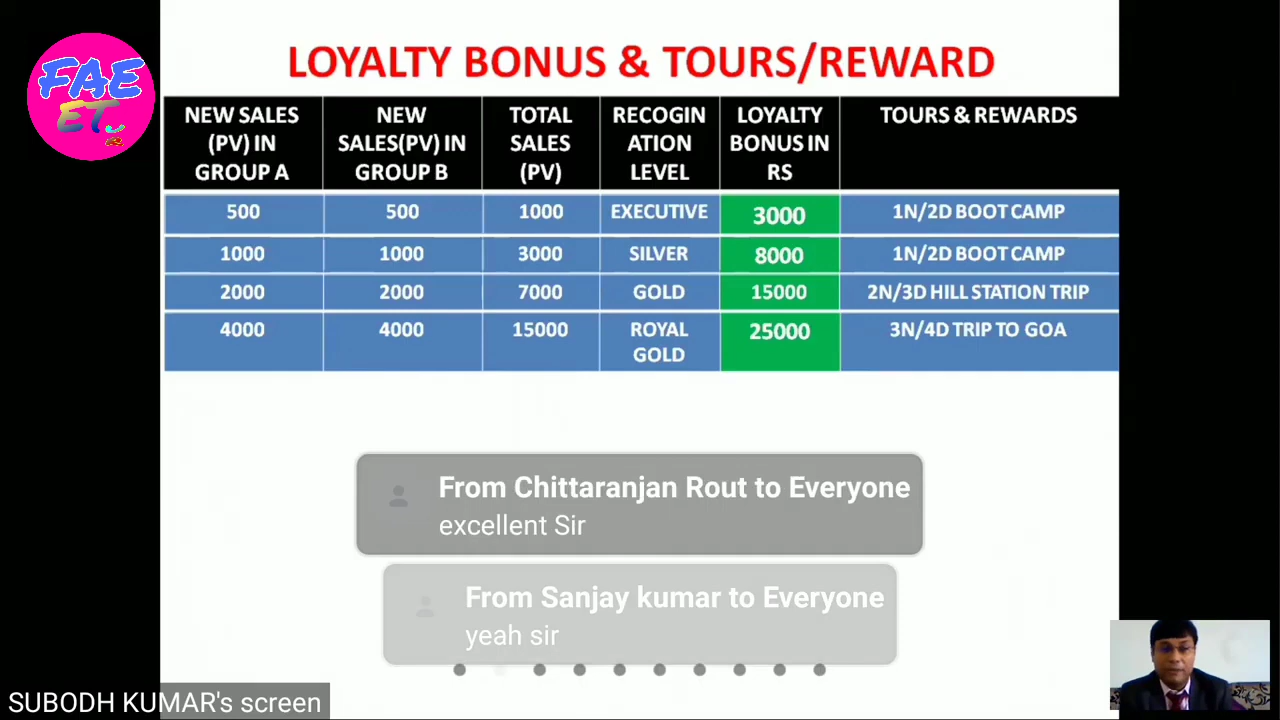 FAE
ET
LOYALTY BONUS & TOURS/REWARD
NEW SALES (PV) IN GROUP A | NEW SALES(PV) IN GROUP B | TOTAL SALES (PV) | RECOGIN ATION LEVEL | LOYALTY BONUS IN RS | TOURS & REWARDS
500 | 500 | 1000 | EXECUTIVE | 3000 | 1N/2D BOOT CAMP
1000 | 1000 | 3000 | SILVER | 8000 | 1N/2D BOOT CAMP
2000 | 2000 | 7000 | GOLD | 15000 | 2N/3D HILL STATION TRIP
4000 | 4000 | 15000 | ROYAL GOLD | 25000 | 3N/4D TRIP TO GOA
From Chittaranjan Rout to Everyone
excellent Sir
From Sanjay kumar to Everyone
yeah sir
SUBODH KUMAR's screen